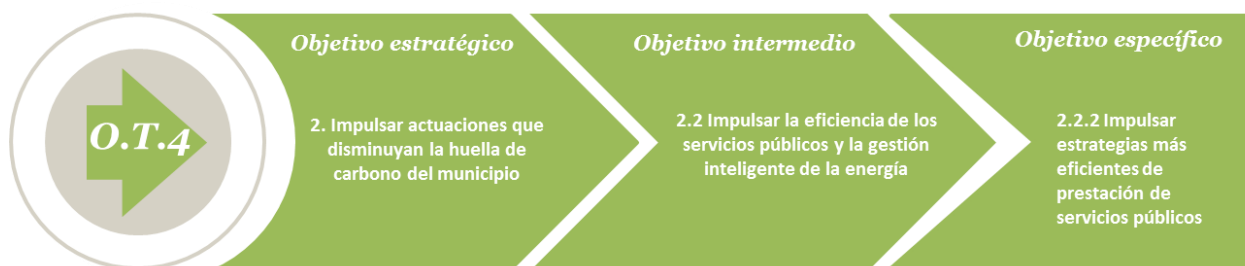 O.T.4
Objetivo estratégico
2. Impulsar actuaciones que
disminuyan la huella de
carbono del municipio
Objetivo intermedio
2.2 Impulsar la eficiencia de los
servicios públicos y la gestión
inteligente de la energía
Objetivo específico
2.2.2 Impulsar
estrategias más
eficientes de
prestación de
servicios públicos